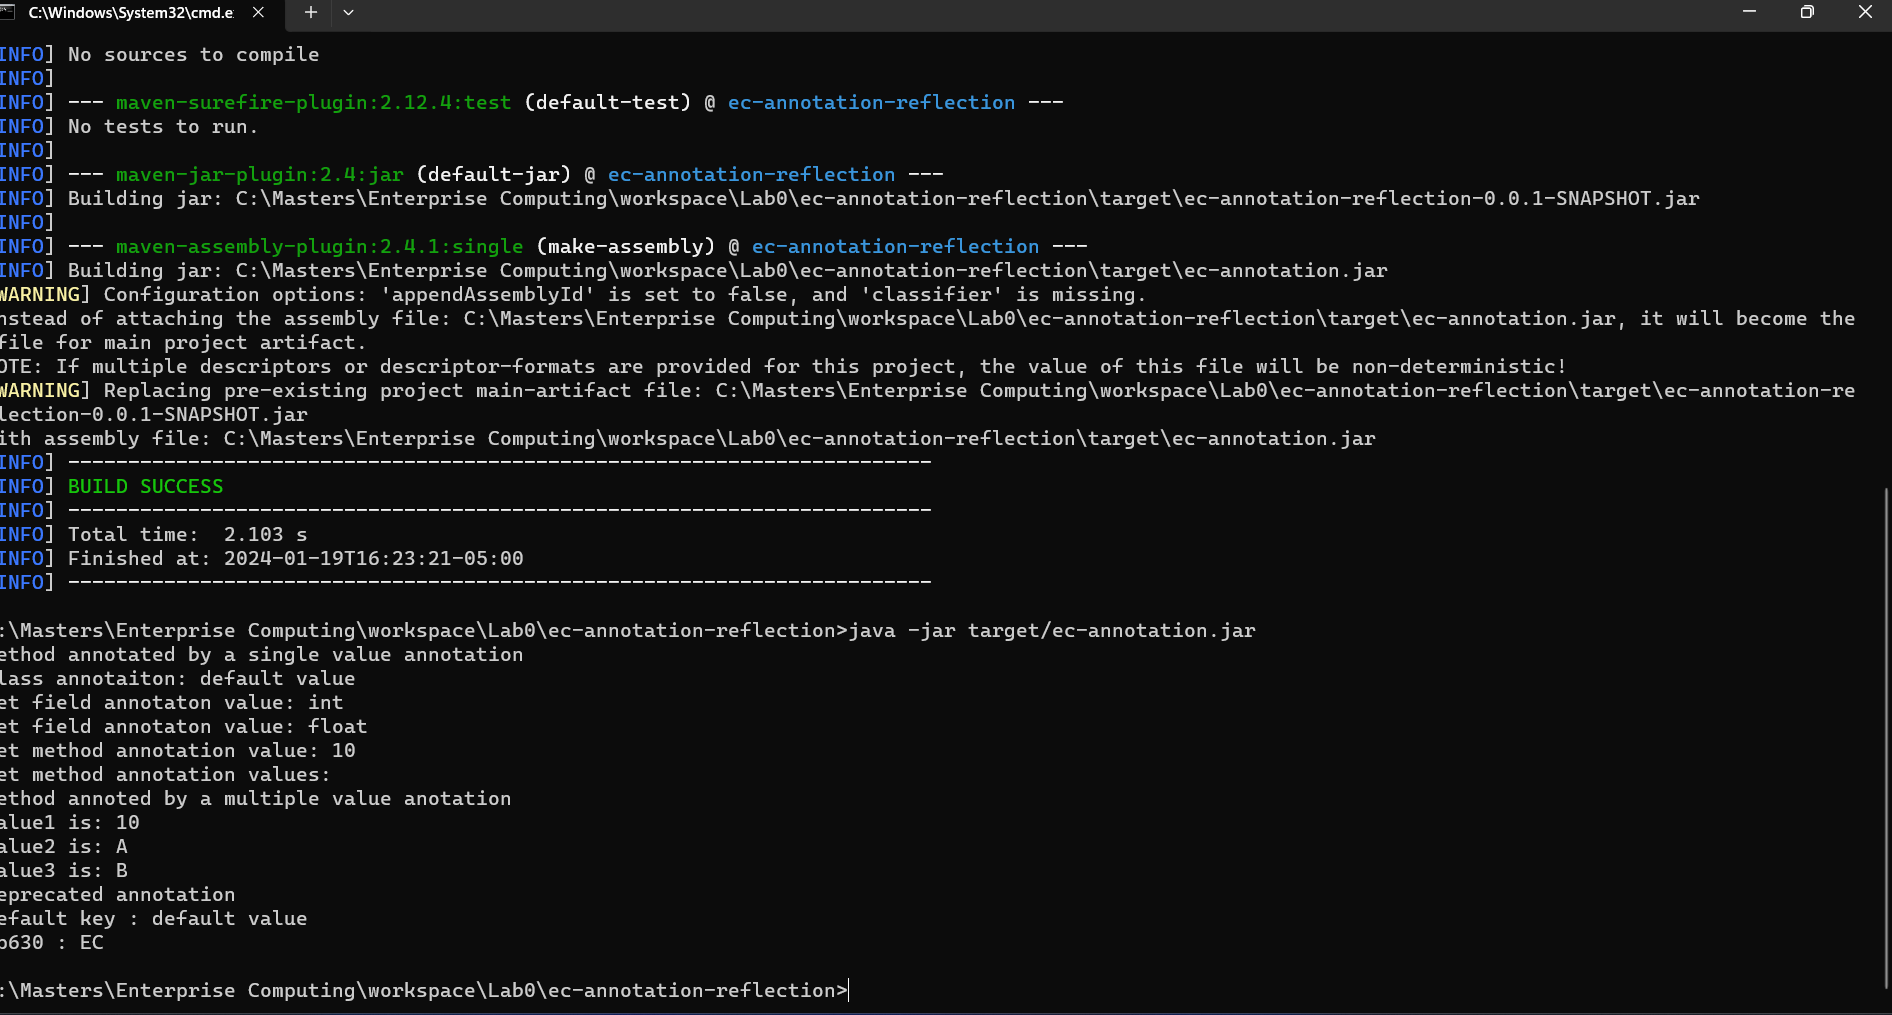 C:\Windows\System32\cmd.e
INFO] No sources to compile
INFO]
INFO] --- maven-surefire-plugin:2.12.4:test (default-test) @ ec-annotation-reflection ---
INFO] No tests to run.
INFO]
INFO] --- maven-jar-plugin:2.4:jar (default-jar) @ ec-annotation-reflection ---
INFO] Building jar: C:\Masters\Enterprise Computing\workspace\Lab0\ec-annotation-reflection\target\ec-annotation-reflection-0.0.1-SNAPSHOT.jar
INFO]
INFO] --- maven-assembly-plugin:2.4.1:single (make-assembly) @ ec-annotation-reflection ---
INFO] Building jar: C:\Masters\Enterprise Computing\workspace\Lab0\ec-annotation-reflection\target\ec-annotation.jar
WARNING] Configuration options: 'appendAssemblyId' is set to false, and 'classifier' is missing.
nstead of attaching the assembly file: C:\Masters\Enterprise Computing\workspace\Lab0\ec-annotation-reflection\target\ec-annotation.jar, it will become the
file for main project artifact.
OTE: If multiple descriptors or descriptor-formats are provided for this project, the value of this file will be non-deterministic!
WARNING] Replacing pre-existing project main-artifact file: C:\Masters\Enterprise Computing\workspace\Lab0\ec-annotation-reflection\target\ec-annotation-re
lection-0.0.1-SNAPSHOT.jar
ith assembly file: C:\Masters\Enterprise Computing\workspace\Lab0\ec-annotation-reflection\target\ec-annotation.jar
INFO] ------------------------------------------------------------------------
INFO] BUILD SUCCESS
INFO] ------------------------------------------------------------------------
INFO] Total time:  2.103 s
INFO] Finished at: 2024-01-19T16:23:21-05:00
INFO] ------------------------------------------------------------------------
:\Masters\Enterprise Computing\workspace\Lab0\ec-annotation-reflection>java -jar target/ec-annotation.jar
ethod annotated by a single value annotation
lass annotaiton: default value
et field annotaton value: int
et field annotaton value: float
et method annotation value: 10
et method annotation values:
ethod annoted by a multiple value anotation
alue1 is: 10
alue2 is: A
alue3 is: B
eprecated annotation
efault key : default value
p630 : EC
:\Masters\Enterprise Computing\workspace\Lab0\ec-annotation-reflection>